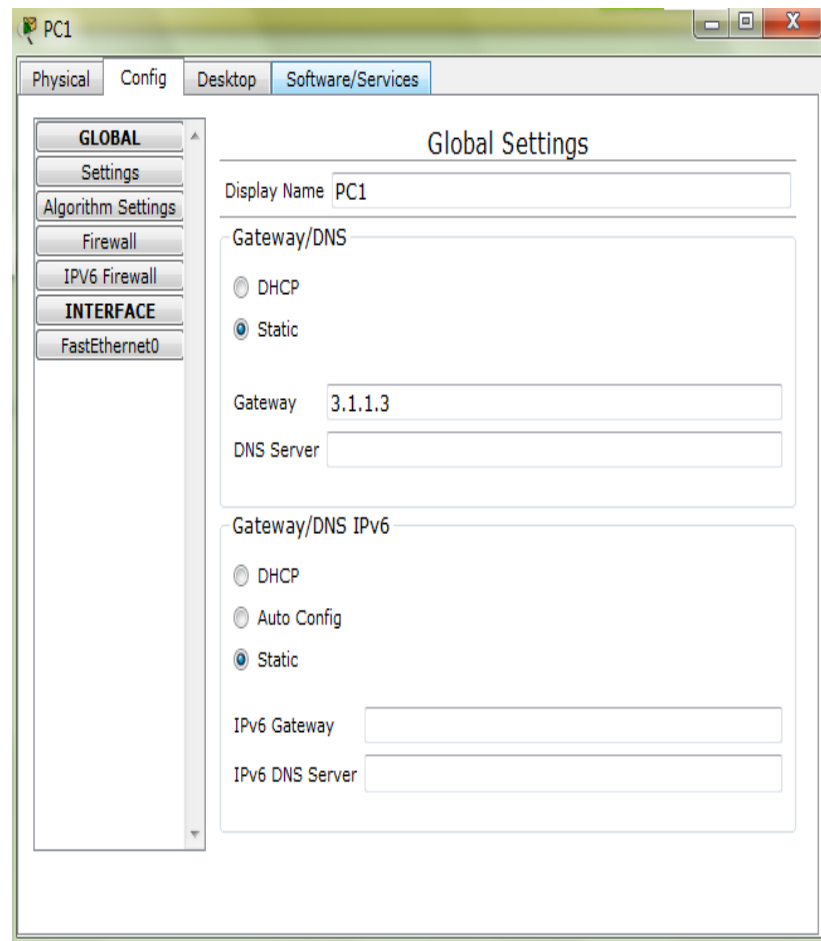 PC1
X
Physical Config Desktop Software/Services
GLOBAL
Settings
Algorithm Settings
Firewall
IPV6 Firewall
INTERFACE
FastEthernet0
Global Settings
Display Name PC1
Gateway/DNS
DHCP
Static
Gateway 3.1.1.3
DNS Server
Gateway/DNS IPv6
DHCP
Auto Config
Static
IPv6 Gateway
IPv6 DNS Server